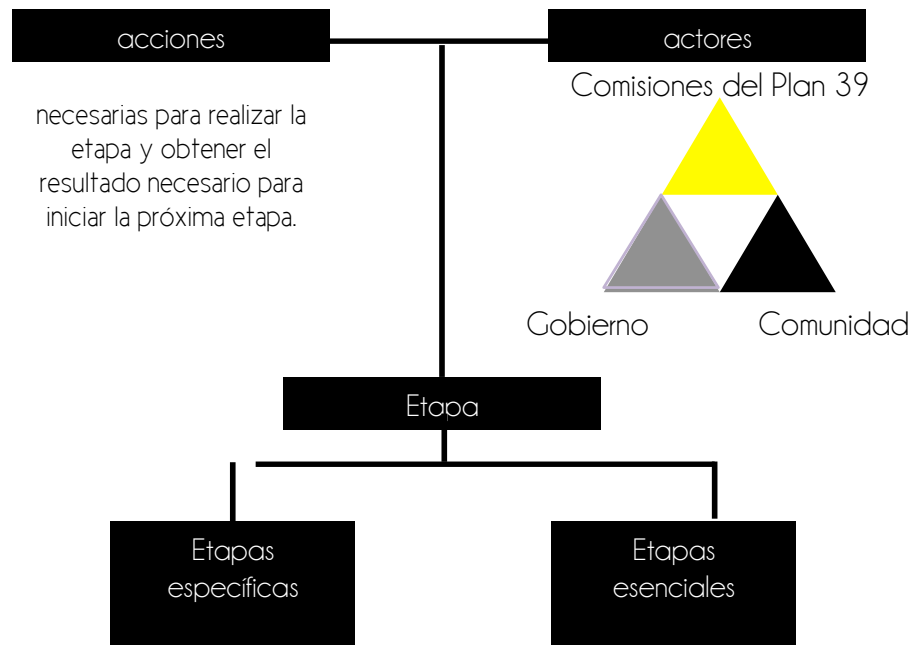 acciones
actores
necesarias para realizar la
etapa y obtener el
resultado necesario para
iniciar la próxima etapa.
Comisiones del Plan 39
Gobierno
Comunidad
Etapa
Etapas
específicas
Etapas
esenciales